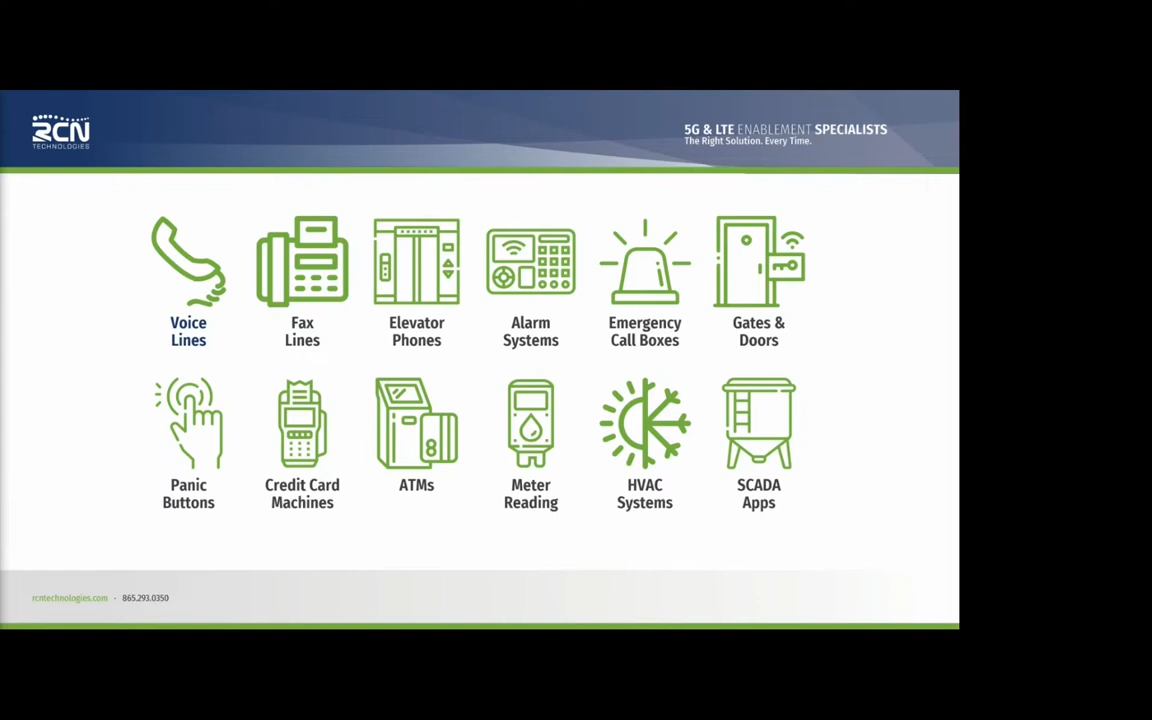 RCN
TECHNOLOGIES
5G & LTE ENABLEMENT SPECIALISTS
The Right Solution. Every Time.
Voice
Lines
Fax
Lines
Elevator
Phones
Alarm
Systems
Emergency
Call Boxes
Gates &
Doors
Panic
Buttons
Credit Card
Machines
ATMs
Meter
Reading
HVAC
Systems
SCADA
Apps
rcntechnologies.com · 865.293.0350